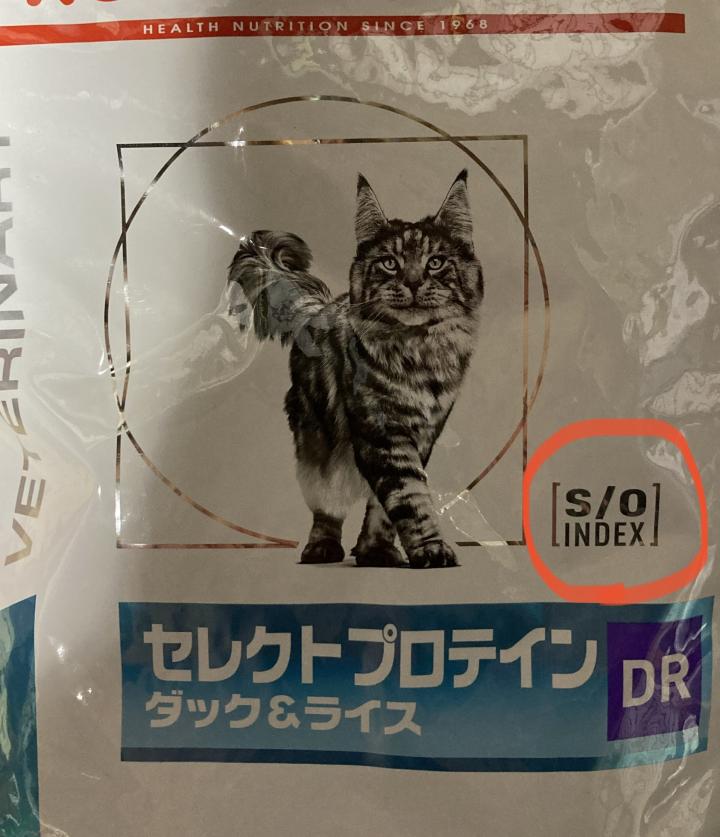 HEALTH NUTRITION SINCE 1968
VETERINARY
[S/O
INDEX]
セレクトプロテイン
ダック&ライス
DR